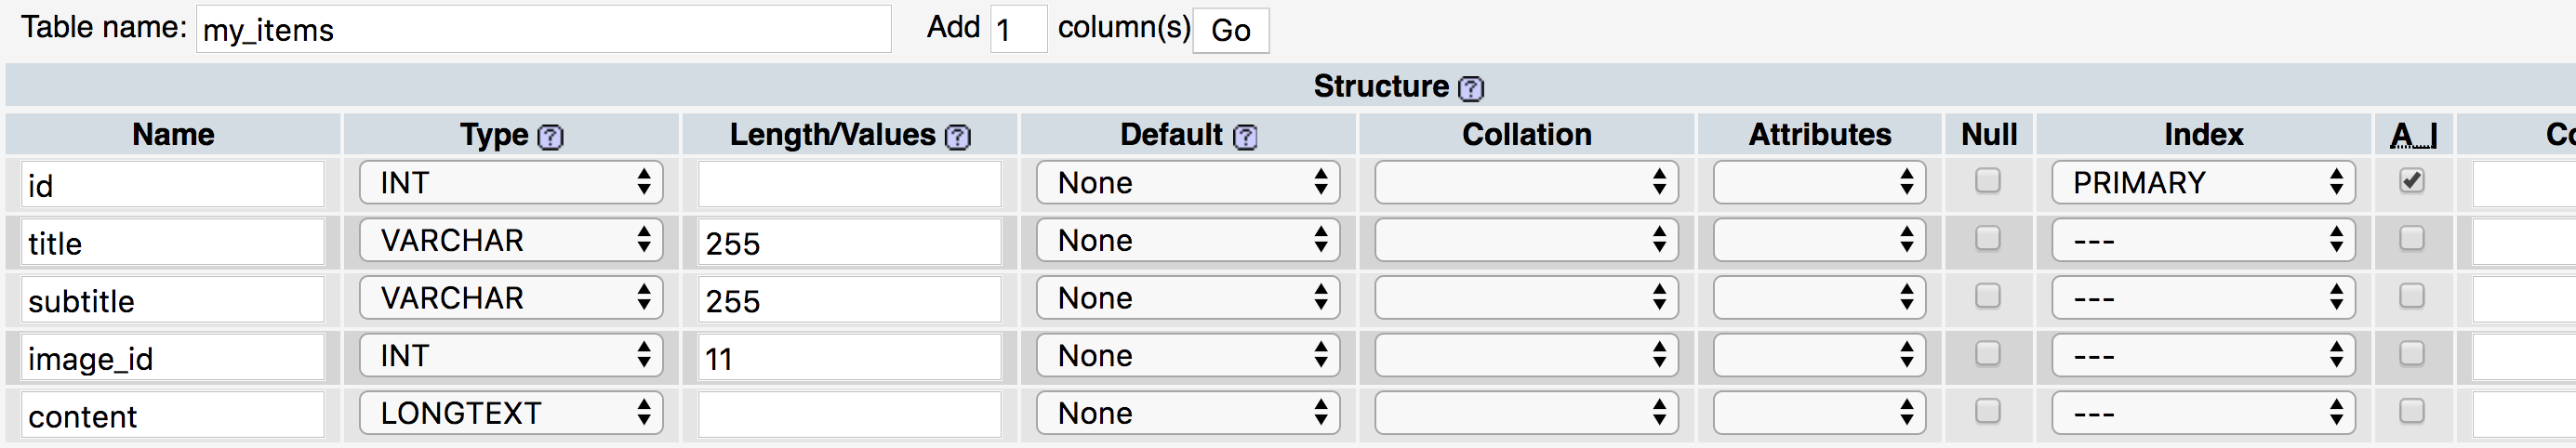 Table name: my_items Add 1 column(s) Go
Structure ?
Name Type ? Length/Values ? Default ? Collation Attributes Null Index A_I
id INT None PRIMARY
title VARCHAR 255 None ---
subtitle VARCHAR 255 None ---
image_id INT 11 None ---
content LONGTEXT None ---